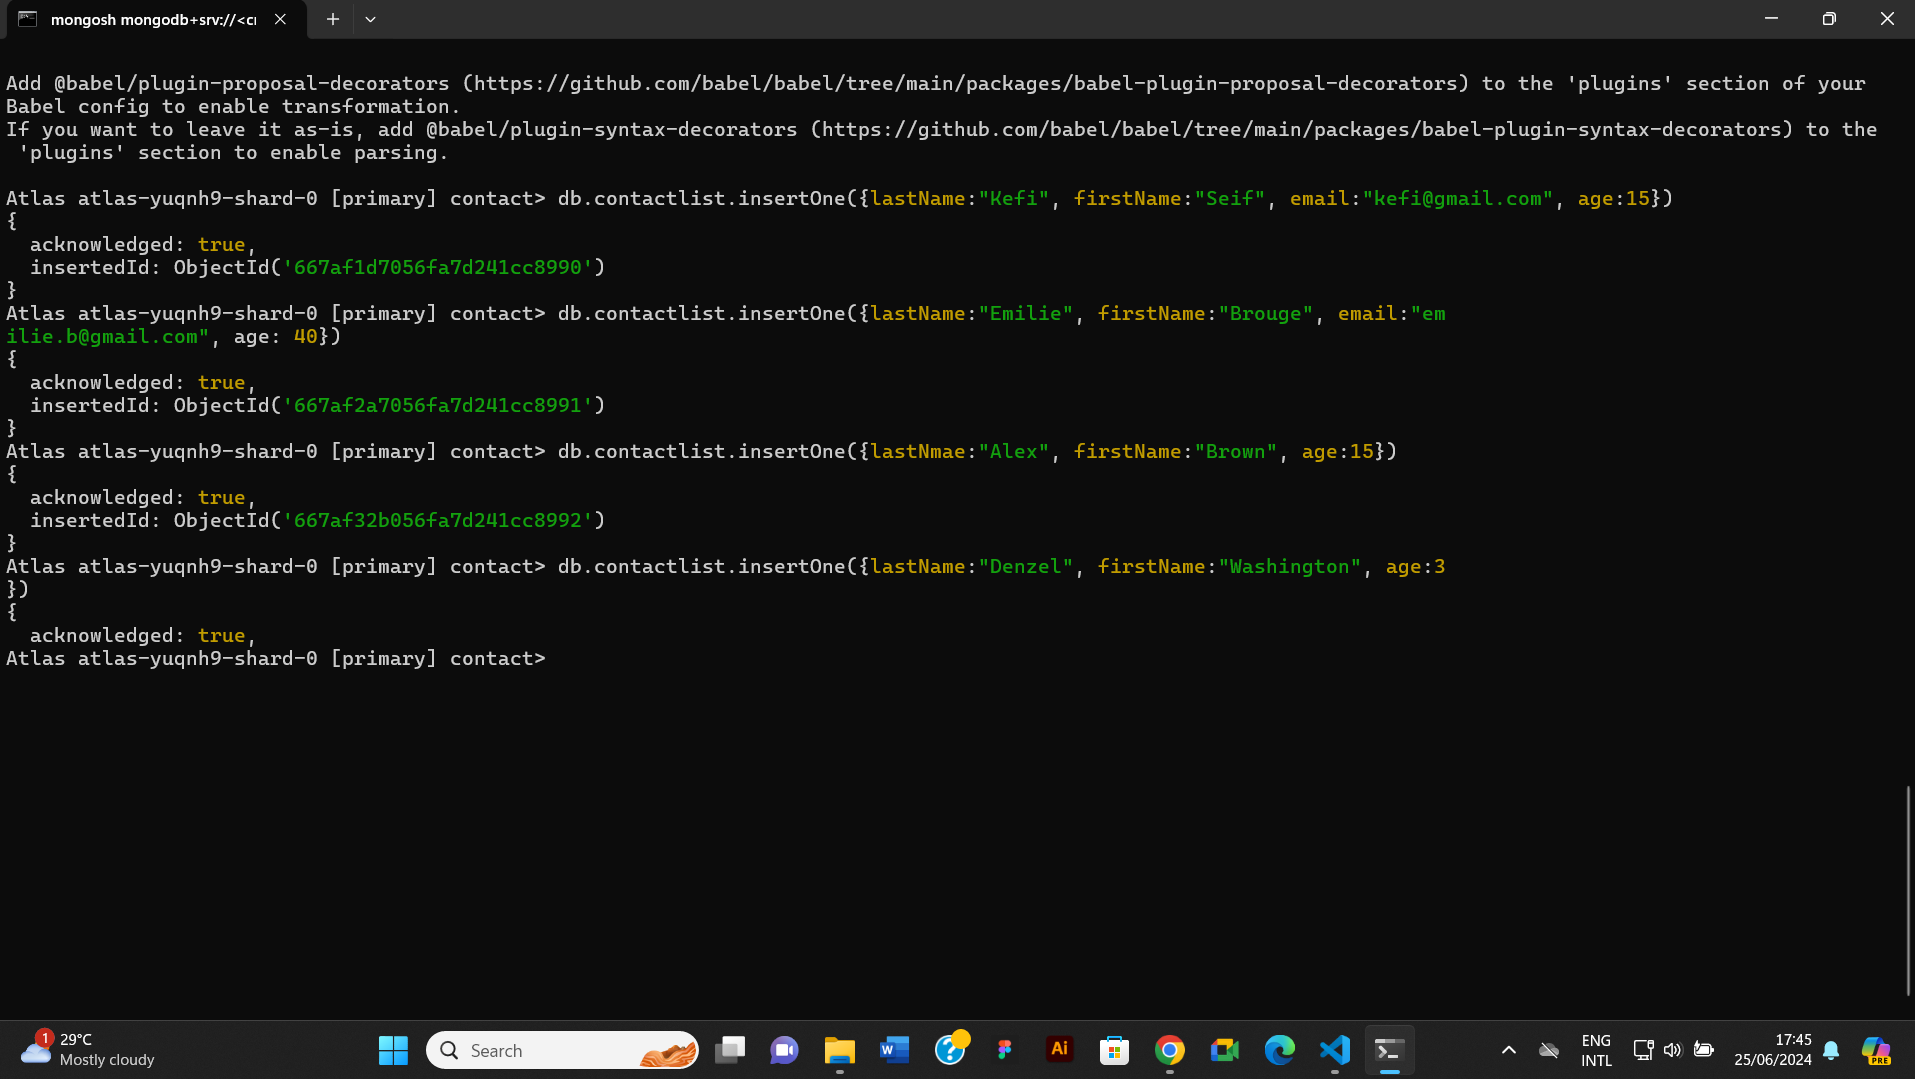 mongosh mongodb+srv://<cr
Add @babel/plugin-proposal-decorators (https://github.com/babel/babel/tree/main/packages/babel-plugin-proposal-decorators) to the 'plugins' section of your
Babel config to enable transformation.
If you want to leave it as-is, add @babel/plugin-syntax-decorators (https://github.com/babel/babel/tree/main/packages/babel-plugin-syntax-decorators) to the
 'plugins' section to enable parsing.
Atlas atlas-yuqnh9-shard-0 [primary] contact> db.contactlist.insertOne({lastName:"Kefi", firstName:"Seif", email:"kefi@gmail.com", age:15})
{
  acknowledged: true,
  insertedId: ObjectId('667af1d7056fa7d241cc8990')
}
Atlas atlas-yuqnh9-shard-0 [primary] contact> db.contactlist.insertOne({lastName:"Emilie", firstName:"Brouge", email:"em
ilie.b@gmail.com", age: 40})
{
  acknowledged: true,
  insertedId: ObjectId('667af2a7056fa7d241cc8991')
}
Atlas atlas-yuqnh9-shard-0 [primary] contact> db.contactlist.insertOne({lastNmae:"Alex", firstName:"Brown", age:15})
{
  acknowledged: true,
  insertedId: ObjectId('667af32b056fa7d241cc8992')
}
Atlas atlas-yuqnh9-shard-0 [primary] contact> db.contactlist.insertOne({lastName:"Denzel", firstName:"Washington", age:3
})
{
  acknowledged: true,
Atlas atlas-yuqnh9-shard-0 [primary] contact>
1
29°C
Mostly cloudy
Search
W
?
Ai
ENG
INTL
17:45
25/06/2024
PRE